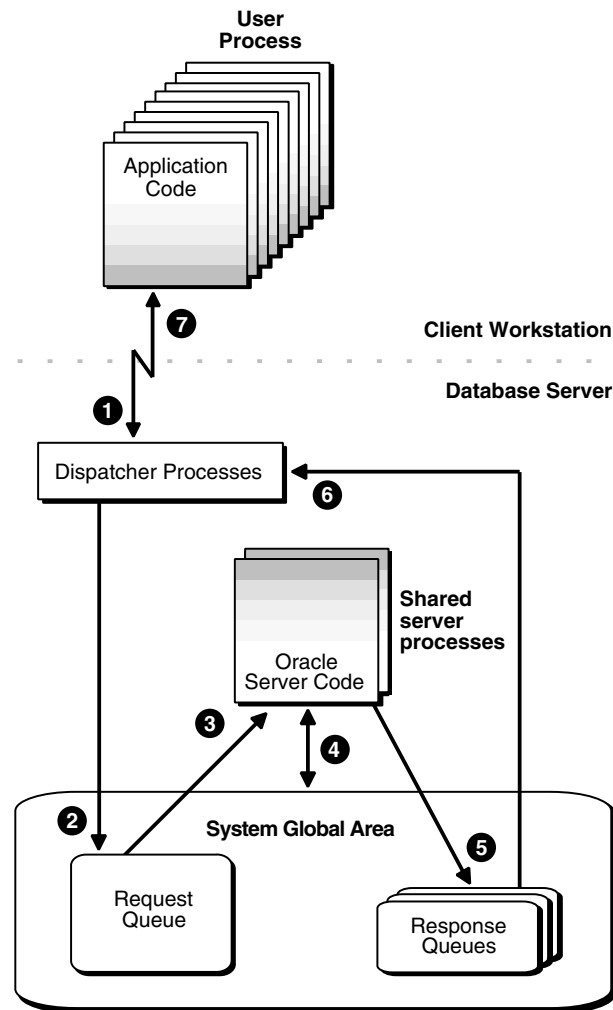 User
Process
Application
Code
7
Client Workstation
1
Database Server
Dispatcher Processes
6
Shared
server
processes
Oracle
Server Code
3
4
2
System Global Area
5
Request
Queue
Response
Queues